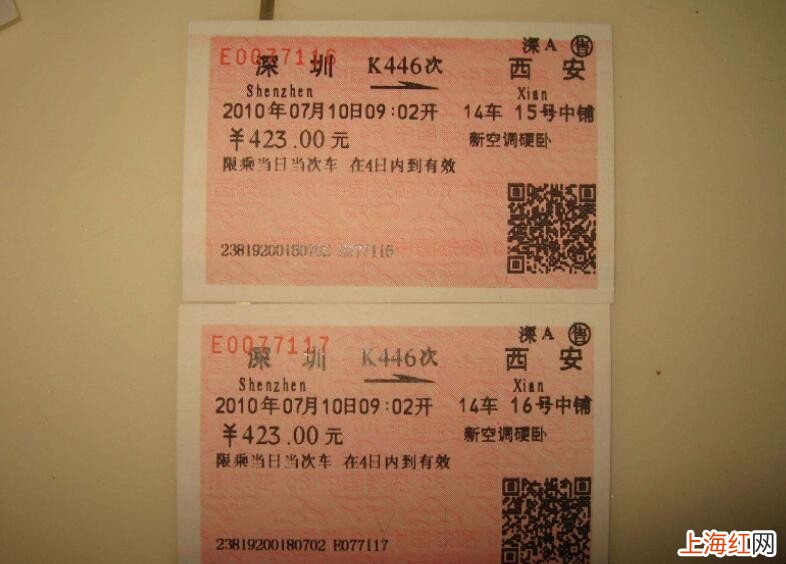 深A 售
E0077116
深 圳 K446次 西 安
Shenzhen Xian
2010年07月10日09:02开 14车 15号中铺
￥423.00元 新空调硬卧
限乘当日当次车 在4日内到有效
23819200180702 E077116
深A 售
E0077117
深 圳 K446次 西 安
Shenzhen Xian
2010年07月10日09:02开 14车 16号中铺
￥423.00元 新空调硬卧
限乘当日当次车 在4日内到有效
23819200180702 E077117
上海红网